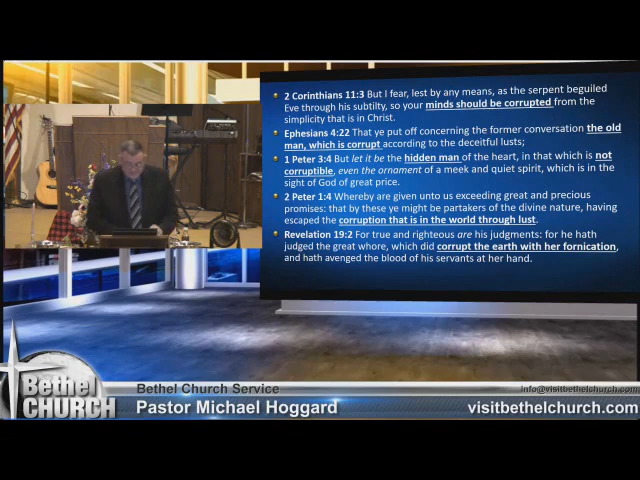 2 Corinthians 11:3 But I fear, lest by any means, as the serpent beguiled
Eve through his subtilty, so your minds should be corrupted from the
simplicity that is in Christ.
Ephesians 4:22 That ye put off concerning the former conversation the old
man, which is corrupt according to the deceitful lusts;
1 Peter 3:4 But let it be the hidden man of the heart, in that which is not
corruptible, even the ornament of a meek and quiet spirit, which is in the
sight of God of great price.
2 Peter 1:4 Whereby are given unto us exceeding great and precious
promises: that by these ye might be partakers of the divine nature, having
escaped the corruption that is in the world through lust.
Revelation 19:2 For true and righteous are his judgments: for he hath
judged the great whore, which did corrupt the earth with her fornication,
and hath avenged the blood of his servants at her hand.
Bethel
CHURCH
Bethel Church Service
info@visitbethelchurch.com
Pastor Michael Hoggard
visitbethelchurch.com